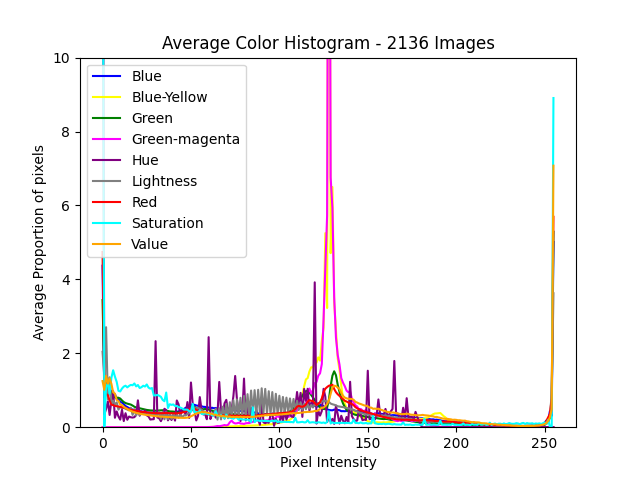 Average Color Histogram - 2136 Images
10
8
6
4
2
0
Average Proportion of pixels
Blue
Blue-Yellow
Green
Green-magenta
Hue
Lightness
Red
Saturation
Value
0 50 100 150 200 250
Pixel Intensity